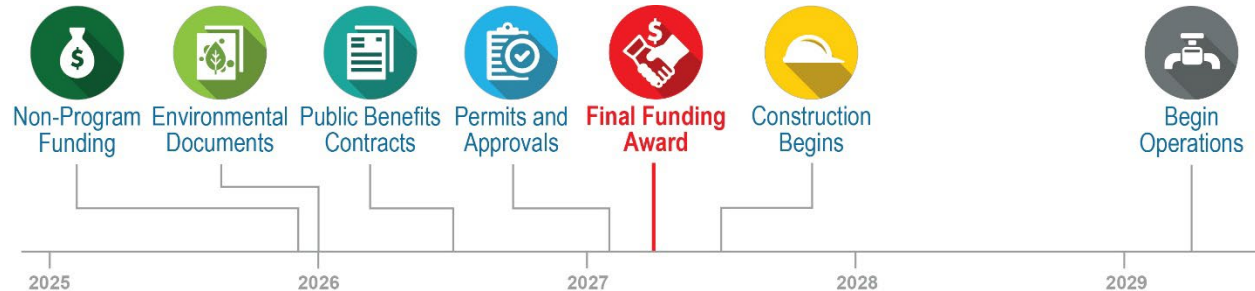 $
$
Non-Program
Funding
Environmental
Documents
Public Benefits
Contracts
Permits and
Approvals
Final Funding
Award
Construction
Begins
Begin
Operations
2025
2026
2027
2028
2029